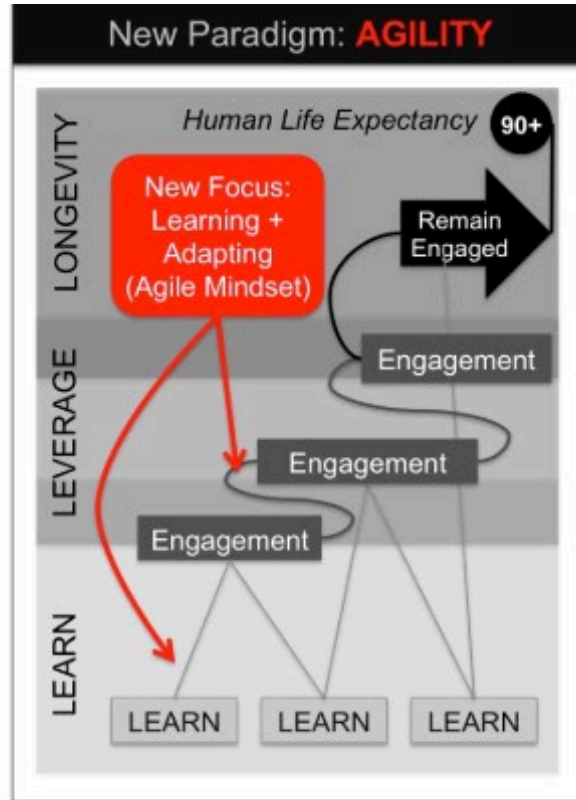 New Paradigm: AGILITY
LONGEVITY
Human Life Expectancy
90+
New Focus:
Learning +
Adapting
(Agile Mindset)
Remain
Engaged
LEVERAGE
Engagement
Engagement
Engagement
LEARN
LEARN
LEARN
LEARN